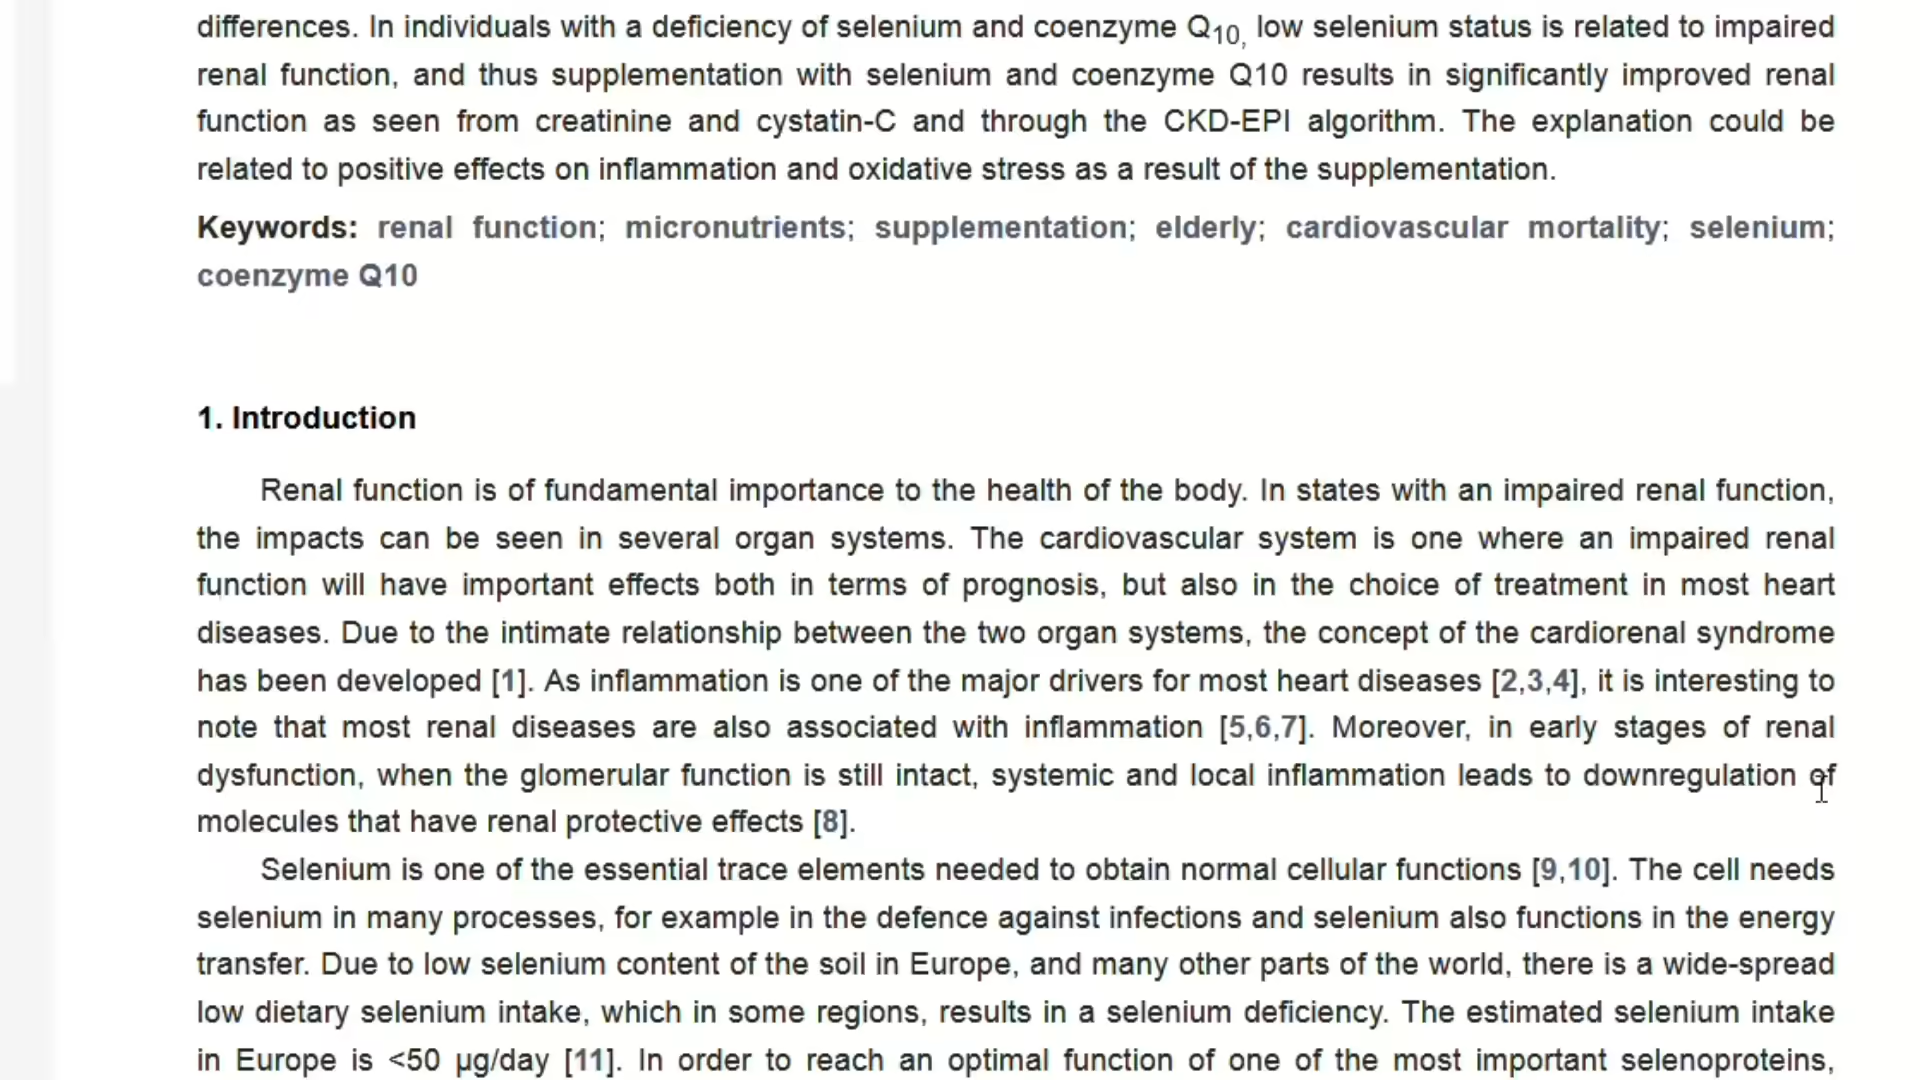 differences. In individuals with a deficiency of selenium and coenzyme Q10, low selenium status is related to impaired
renal function, and thus supplementation with selenium and coenzyme Q10 results in significantly improved renal
function as seen from creatinine and cystatin-C and through the CKD-EPI algorithm. The explanation could be
related to positive effects on inflammation and oxidative stress as a result of the supplementation.
Keywords: renal function; micronutrients; supplementation; elderly; cardiovascular mortality; selenium;
coenzyme Q10
1. Introduction
Renal function is of fundamental importance to the health of the body. In states with an impaired renal function,
the impacts can be seen in several organ systems. The cardiovascular system is one where an impaired renal
function will have important effects both in terms of prognosis, but also in the choice of treatment in most heart
diseases. Due to the intimate relationship between the two organ systems, the concept of the cardiorenal syndrome
has been developed [1]. As inflammation is one of the major drivers for most heart diseases [2,3,4], it is interesting to
note that most renal diseases are also associated with inflammation [5,6,7]. Moreover, in early stages of renal
dysfunction, when the glomerular function is still intact, systemic and local inflammation leads to downregulation of
molecules that have renal protective effects [8].
Selenium is one of the essential trace elements needed to obtain normal cellular functions [9,10]. The cell needs
selenium in many processes, for example in the defence against infections and selenium also functions in the energy
transfer. Due to low selenium content of the soil in Europe, and many other parts of the world, there is a wide-spread
low dietary selenium intake, which in some regions, results in a selenium deficiency. The estimated selenium intake
in Europe is <50 µg/day [11]. In order to reach an optimal function of one of the most important selenoproteins,